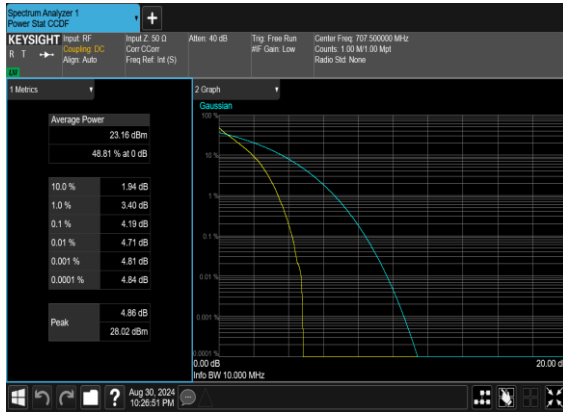 Spectrum Analyzer 1
Power Stat CCDF
+
KEYSIGHT
R T
LU
Input: RF
Coupling: DC
Align: Auto
Input Z: 50 Ω
Corr CCorr
Freq Ref: Int (S)
Atten: 40 dB
Trig: Free Run
#IF Gain: Low
Center Freq: 707.500000 MHz
Counts: 1.00 M/1.00 Mpt
Radio Std: None
1 Metrics
Average Power
23.16 dBm
48.81 % at 0 dB
10.0 % 1.94 dB
1.0 % 3.40 dB
0.1 % 4.19 dB
0.01 % 4.71 dB
0.001 % 4.81 dB
0.0001 % 4.84 dB
Peak
4.86 dB
28.02 dBm
2 Graph
Gaussian
100 %
10 %
1 %
0.1 %
0.01 %
0.001 %
0.0001 %
0.00 dB
20.00 d
Info BW 10.000 MHz
?
Aug 30, 2024
10:26:51 PM